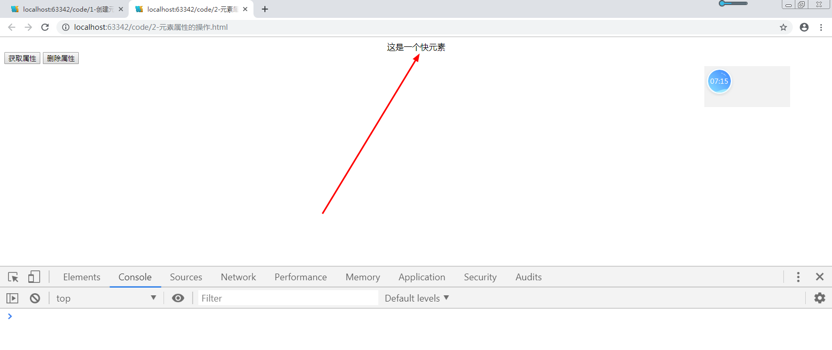 localhost:63342/code/1-创建元
localhost:63342/code/2-元素属
localhost:63342/code/2-元素属性的操作.html
这是一个快元素
获取属性 删除属性
07:15
Elements Console Sources Network Performance Memory Application Security Audits
top Filter Default levels